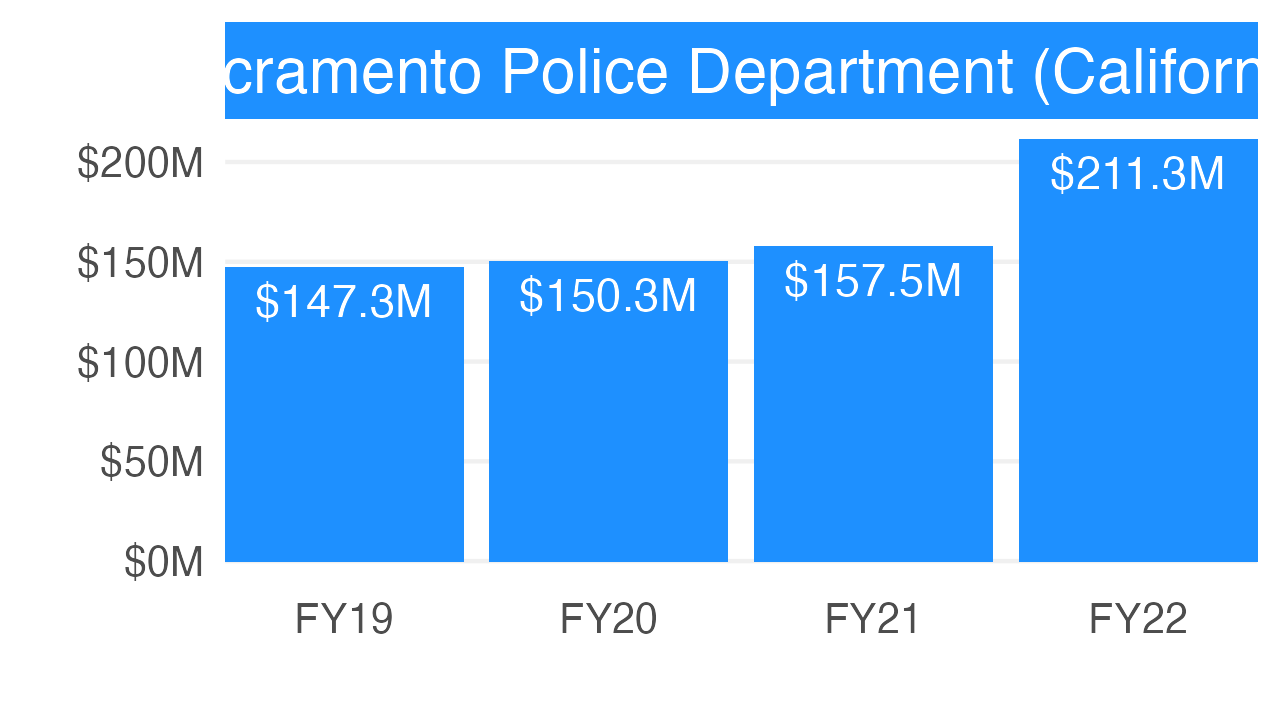 cramento Police Department (Californ
$200M
$211.3M
$150M
$147.3M
$150.3M
$157.5M
$100M
$50M
$0M
FY19
FY20
FY21
FY22